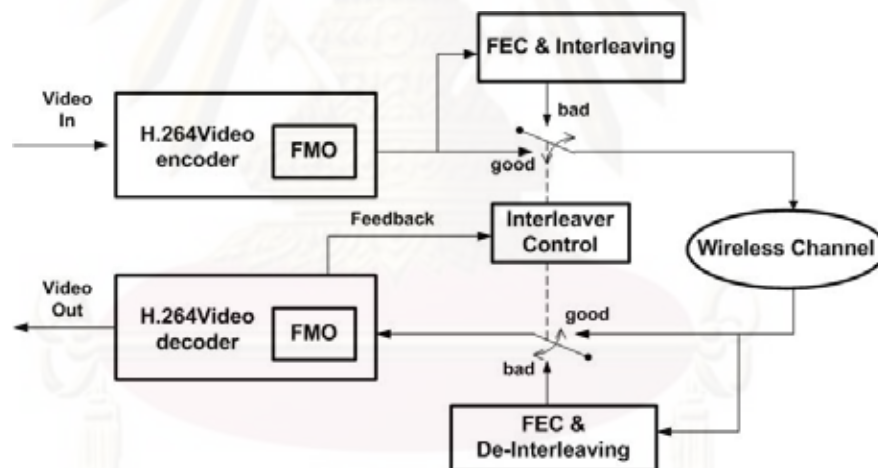 FEC & Interleaving
Video
In
bad
H.264Video
encoder
FMO
good
Feedback
Interleaver
Control
Wireless Channel
Video
Out
H.264Video
decoder
FMO
good
bad
FEC &
De-Interleaving